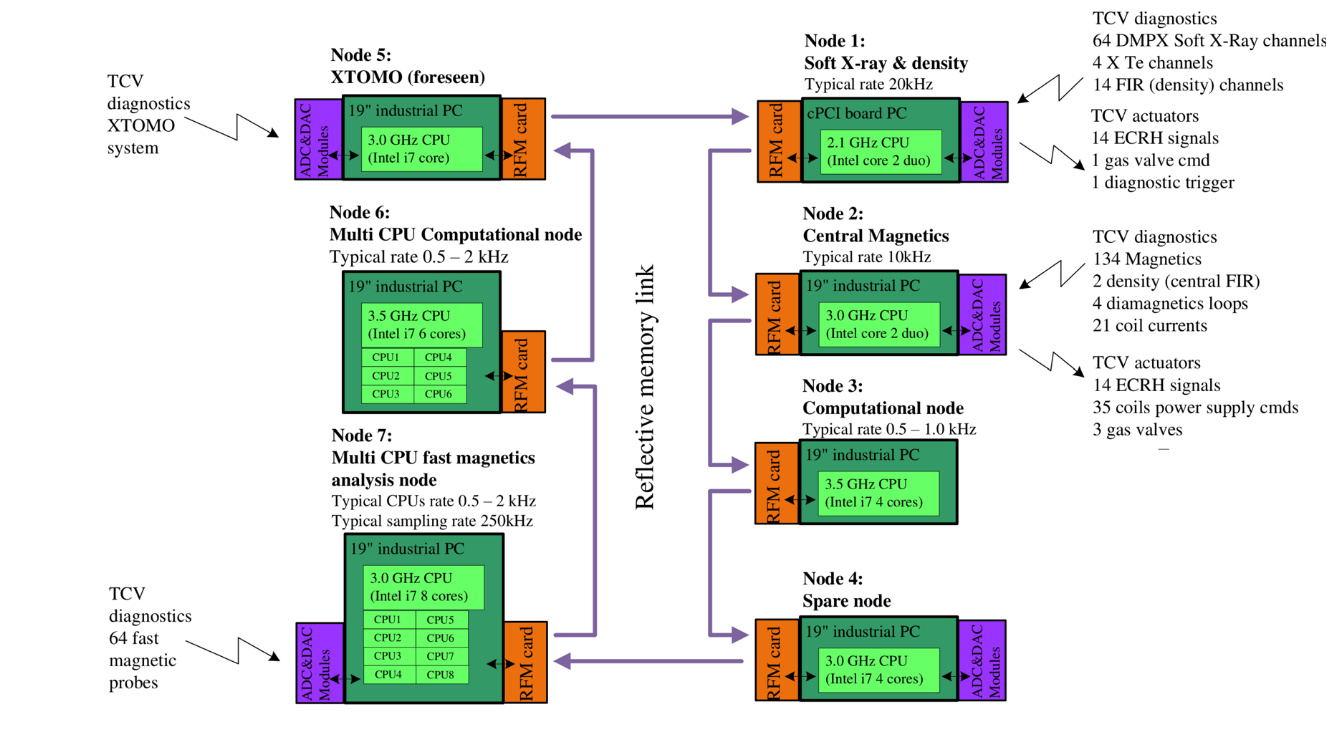 TCV
diagnostics
XTOMO
system
Node 5:
XTOMO (foreseen)
ADC&DAC
Modules
19" industrial PC
3.0 GHz CPU
(Intel i7 core)
RFM card
Node 6:
Multi CPU Computational node
Typical rate 0.5 – 2 kHz
19" industrial PC
3.5 GHz CPU
(Intel i7 6 cores)
CPU1 CPU4
CPU2 CPU5
CPU3 CPU6
RFM card
Node 7:
Multi CPU fast magnetics
analysis node
Typical CPUs rate 0.5 – 2 kHz
Typical sampling rate 250kHz
19" industrial PC
3.0 GHz CPU
(Intel i7 8 cores)
CPU1 CPU5
CPU2 CPU6
CPU3 CPU7
CPU4 CPU8
ADC&DAC
Modules
RFM card
TCV
diagnostics
64 fast
magnetic
probes
Reflective memory link
Node 1:
Soft X-ray & density
Typical rate 20kHz
RFM card
cPCI board PC
2.1 GHz CPU
(Intel core 2 duo)
ADC&DAC
Modules
TCV diagnostics
64 DMPX Soft X-Ray channels
4 X Te channels
14 FIR (density) channels
TCV actuators
14 ECRH signals
1 gas valve cmd
1 diagnostic trigger
Node 2:
Central Magnetics
Typical rate 10kHz
RFM card
19" industrial PC
3.0 GHz CPU
(Intel core 2 duo)
ADC&DAC
Modules
TCV diagnostics
134 Magnetics
2 density (central FIR)
4 diamagnetics loops
21 coil currents
TCV actuators
14 ECRH signals
35 coils power supply cmds
3 gas valves
–
Node 3:
Computational node
Typical rate 0.5 – 1.0 kHz
RFM card
19" industrial PC
3.5 GHz CPU
(Intel i7 4 cores)
Node 4:
Spare node
RFM card
19" industrial PC
3.0 GHz CPU
(Intel i7 4 cores)
ADC&DAC
Modules